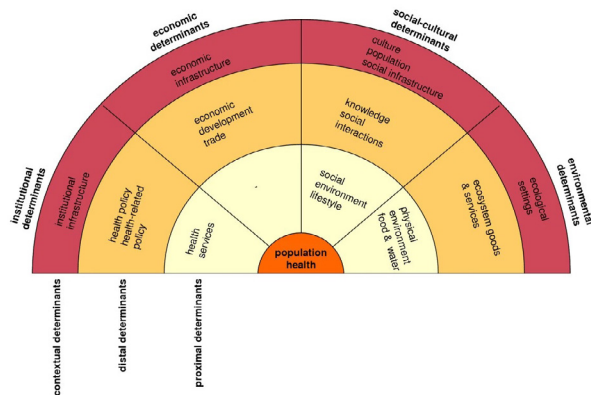 economic
determinants
social-cultural
determinants
institutional
determinants
environmental
determinants
economic
infrastructure
culture
population
social infrastructure
institutional
infrastructure
ecological
settings
economic
development
trade
knowledge
social
interactions
health policy
health-related
policy
ecosystem goods
& services
health
services
social
environment
lifestyle
physical
environment
food & water
population
health
contextual determinants
distal determinants
proximal determinants